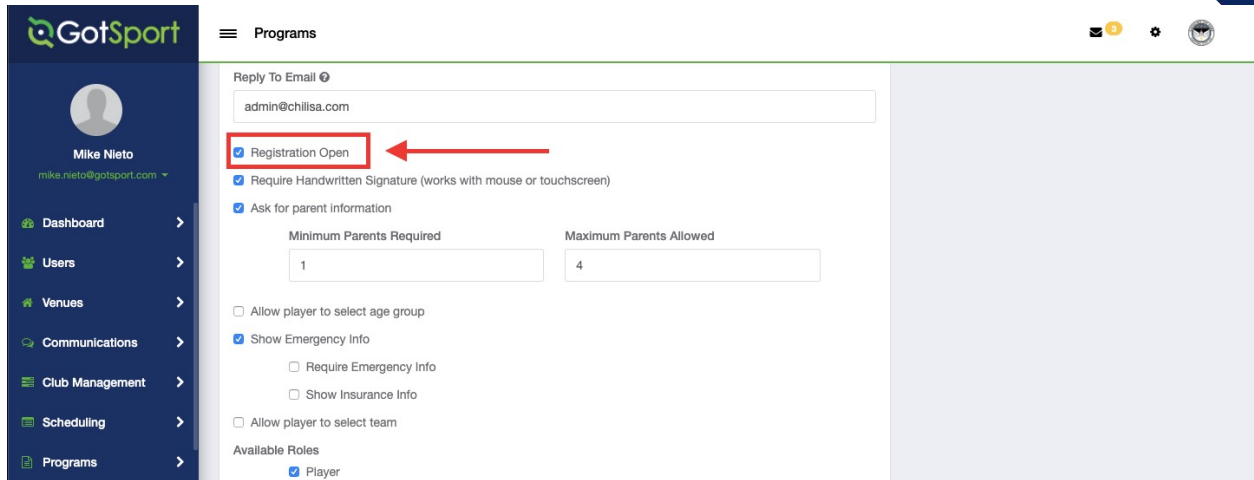 GotSport
Programs
3
Mike Nieto
mike.nieto@gotsport.com
Dashboard
Users
Venues
Communications
Club Management
Scheduling
Programs
Reply To Email
admin@chilisa.com
Registration Open
Require Handwritten Signature (works with mouse or touchscreen)
Ask for parent information
Minimum Parents Required Maximum Parents Allowed
1 4
Allow player to select age group
Show Emergency Info
Require Emergency Info
Show Insurance Info
Allow player to select team
Available Roles
Player